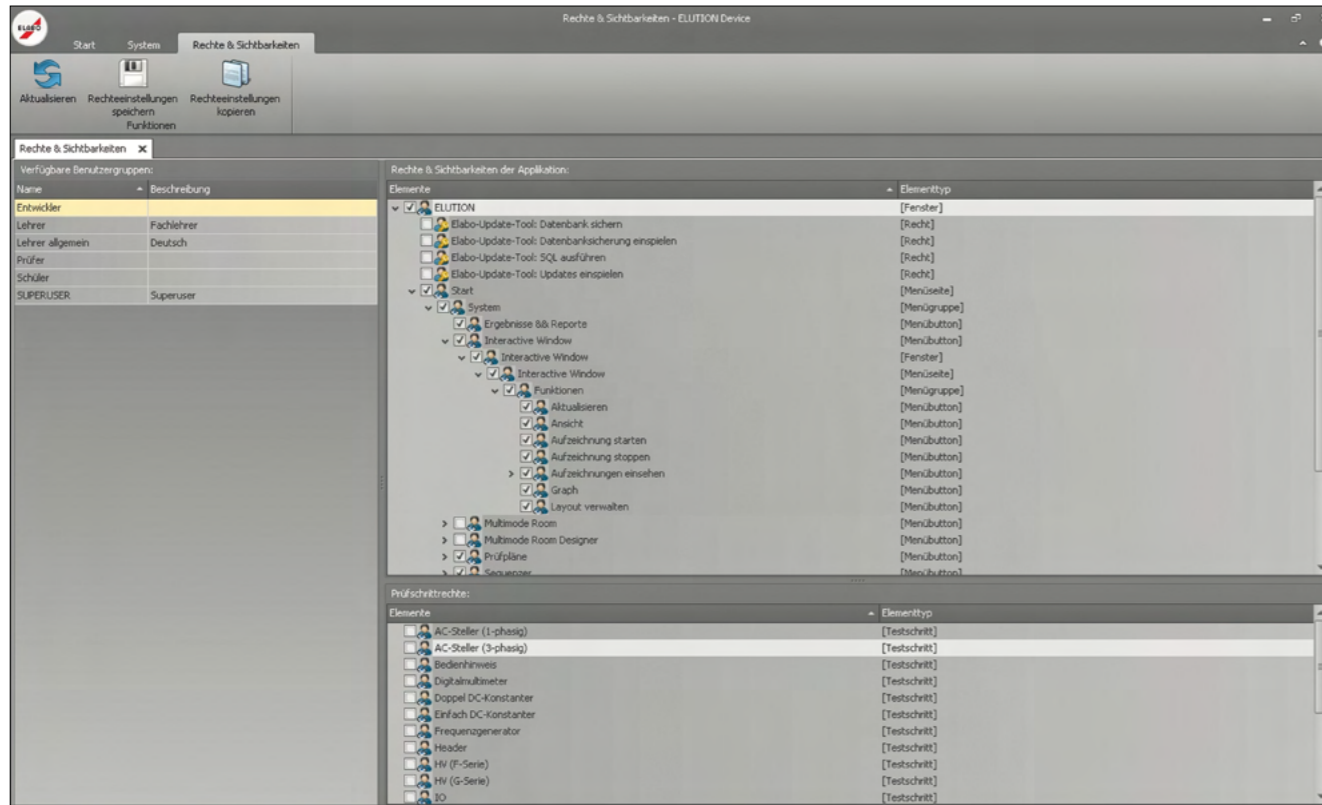 ELABO
Rechte & Sichtbarkeiten - ELUTION Device
Start System Rechte & Sichtbarkeiten
Aktualisieren Rechteeinstellungen speichern Rechteeinstellungen kopieren
Funktionen
Rechte & Sichtbarkeiten
Verfügbare Benutzergruppen:
Name Beschreibung
Entwickler
Lehrer Fachlehrer
Lehrer allgemein Deutsch
Prüfer
Schüler
SUPERUSER Superuser
Rechte & Sichtbarkeiten der Applikation:
Elemente Elementtyp
ELUTION [Fenster]
Elabo-Update-Tool: Datenbank sichern [Recht]
Elabo-Update-Tool: Datenbanksicherung einspielen [Recht]
Elabo-Update-Tool: SQL ausführen [Recht]
Elabo-Update-Tool: Updates einspielen [Recht]
Start [Menüseite]
System [Menügruppe]
Ergebnisse && Reporte [Menübutton]
Interactive Window [Menübutton]
Interactive Window [Fenster]
Interactive Window [Menüseite]
Funktionen [Menügruppe]
Aktualisieren [Menübutton]
Ansicht [Menübutton]
Aufzeichnung starten [Menübutton]
Aufzeichnung stoppen [Menübutton]
Aufzeichnungen einsehen [Menübutton]
Graph [Menübutton]
Layout verwalten [Menübutton]
Multimode Room [Menübutton]
Multimode Room Designer [Menübutton]
Prüfpläne [Menübutton]
Sequenzer [Menübutton]
Prüfschrittrechte:
Elemente Elementtyp
AC-Steller (1-phasig) [Testschritt]
AC-Steller (3-phasig) [Testschritt]
Bedienhinweis [Testschritt]
Digitalmultimeter [Testschritt]
Doppel DC-Konstanter [Testschritt]
Einfach DC-Konstanter [Testschritt]
Frequenzgenerator [Testschritt]
Header [Testschritt]
HV (F-Serie) [Testschritt]
HV (G-Serie) [Testschritt]
IO [Testschritt]